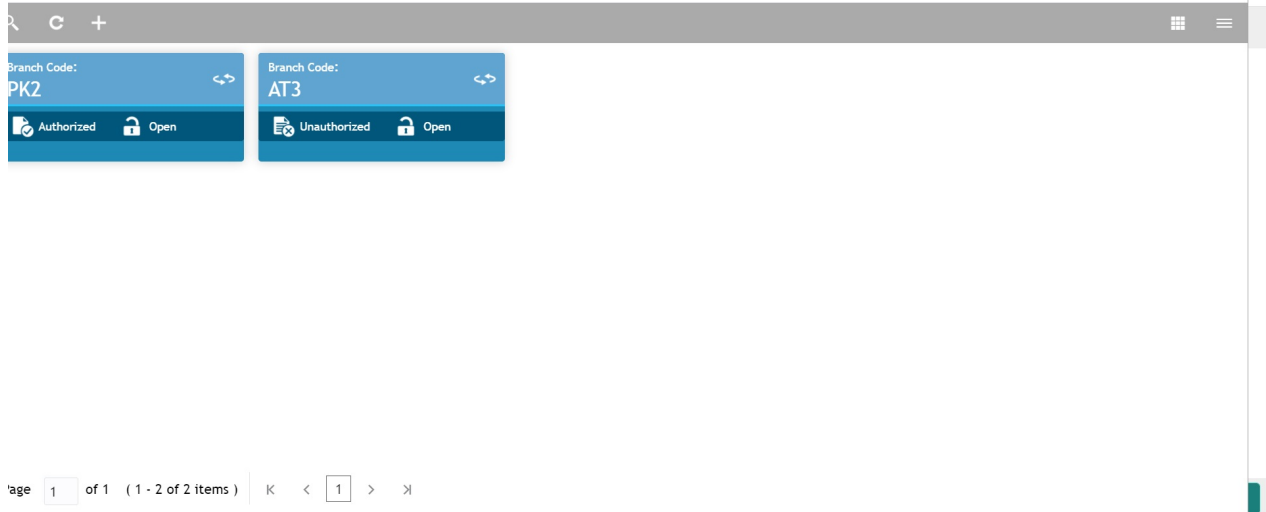 Branch Code:
PK2
Authorized
Open
Branch Code:
AT3
Unauthorized
Open
Page 1 of 1 ( 1 - 2 of 2 items ) 1